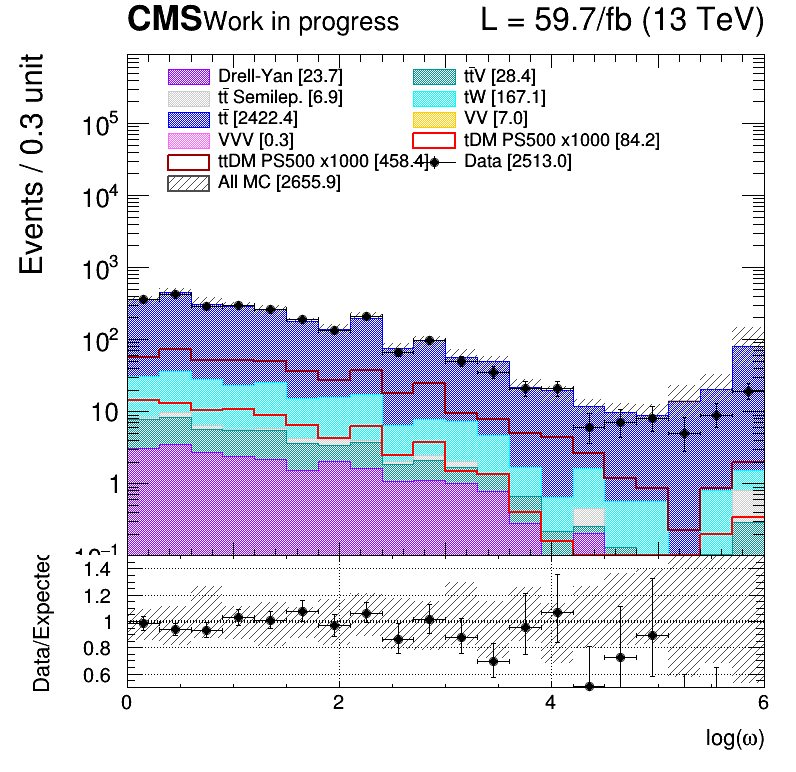 CMS Work in progress L = 59.7/fb (13 TeV)
Events / 0.3 unit
Drell-Yan [23.7] tt̄V [28.4]
tt̄ Semilep. [6.9] tW [167.1]
tt̄ [2422.4] VV [7.0]
VVV [0.3] tDM PS500 x1000 [84.2]
ttDM PS500 x1000 [458.4] Data [2513.0]
All MC [2655.9]
10⁵
10⁴
10³
10²
10
1
10⁻¹
Data/Expected
1.4
1.2
1
0.8
0.6
0 2 4 6
log(ω)